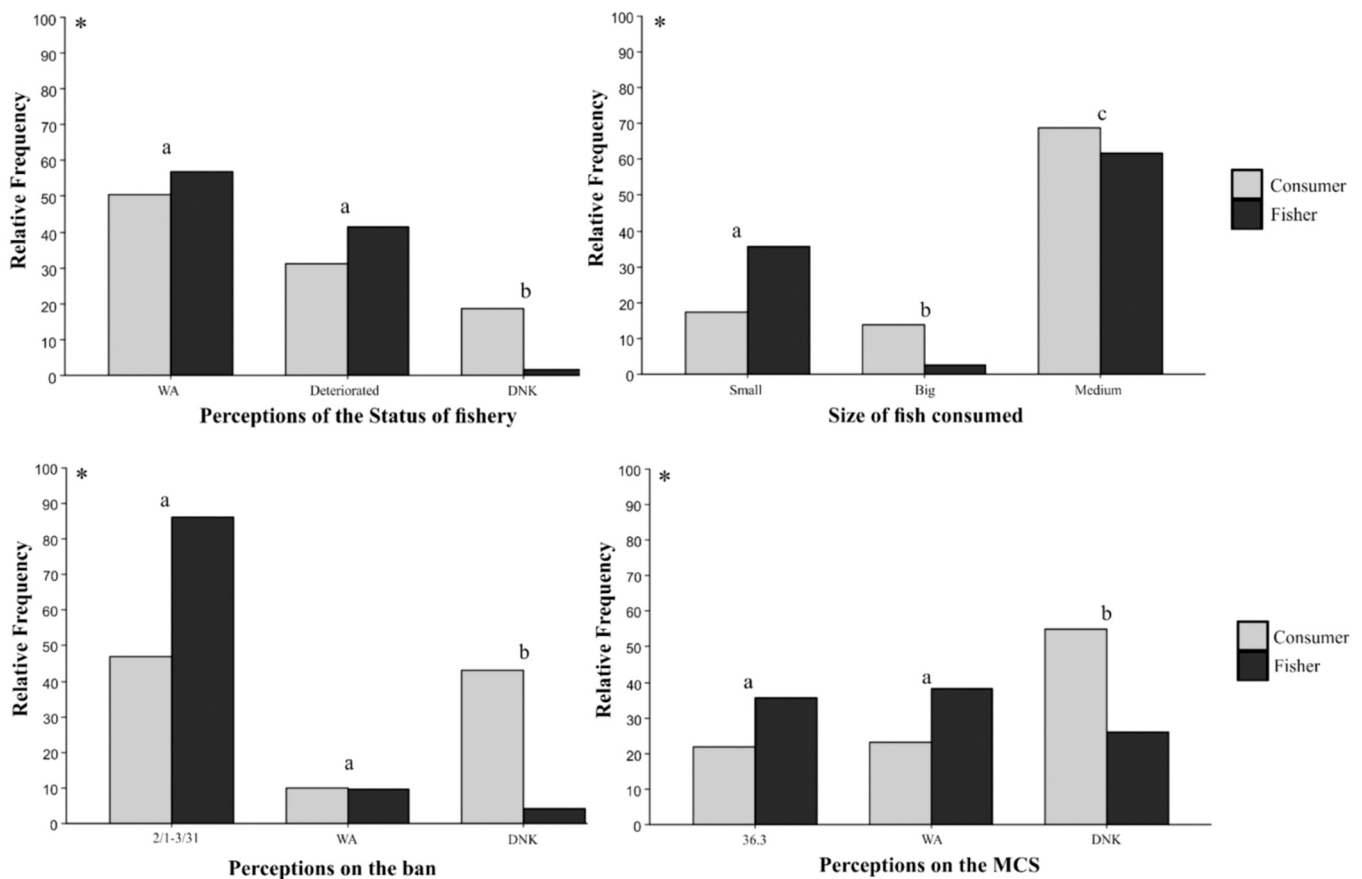 *
Relative Frequency
100
90
80
70
60
50
40
30
20
10
0
a
a
b
WA
Deteriorated
DNK
Perceptions of the Status of fishery
*
Relative Frequency
100
90
80
70
60
50
40
30
20
10
0
a
b
c
Small
Big
Medium
Size of fish consumed
Consumer
Fisher
*
Relative Frequency
100
90
80
70
60
50
40
30
20
10
0
a
a
b
2/1-3/31
WA
DNK
Perceptions on the ban
*
Relative Frequency
100
90
80
70
60
50
40
30
20
10
0
a
a
b
36.3
WA
DNK
Perceptions on the MCS
Consumer
Fisher